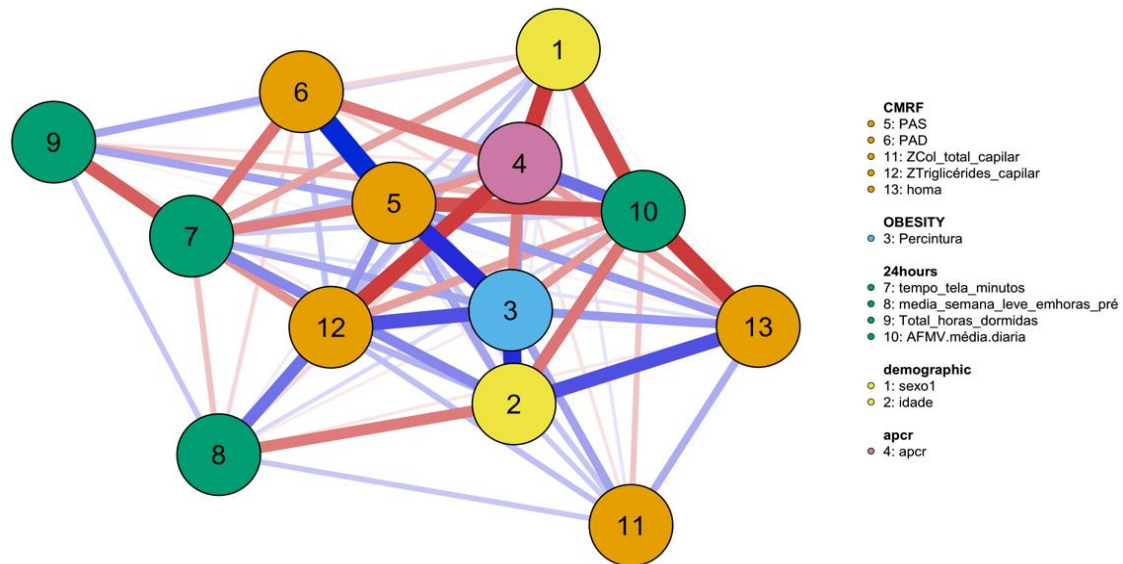 1
6
9
4
5
10
7
3
12
13
2
8
11
CMRF
5: PAS
6: PAD
11: ZCol_total_capilar
12: ZTriglicérides_capilar
13: homa
OBESITY
3: Percintura
24hours
7: tempo_tela_minutos
8: media_semana_leve_emhoras_pré
9: Total_horas_dormidas
10: AFMV.média.diaria
demographic
1: sexo1
2: idade
apcr
4: apcr